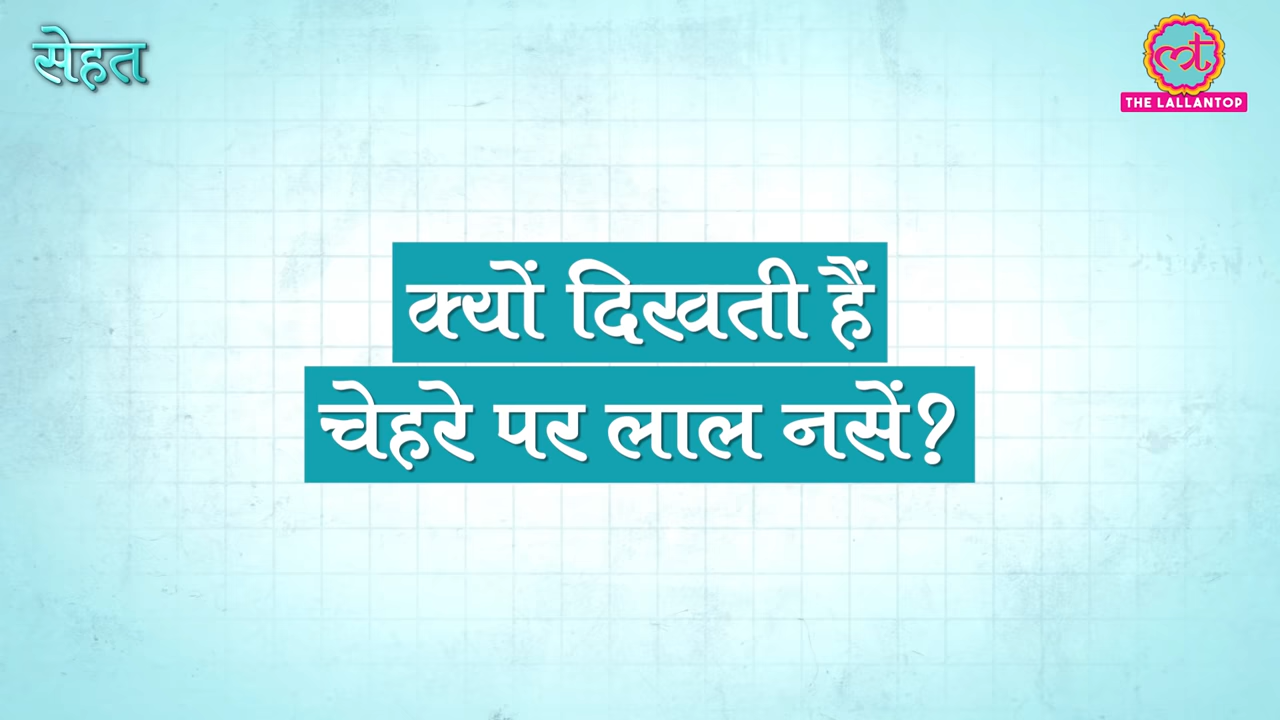 सेहत
THE LALLANTOP
क्यों दिखती हैं
चेहरे पर लाल नसें?